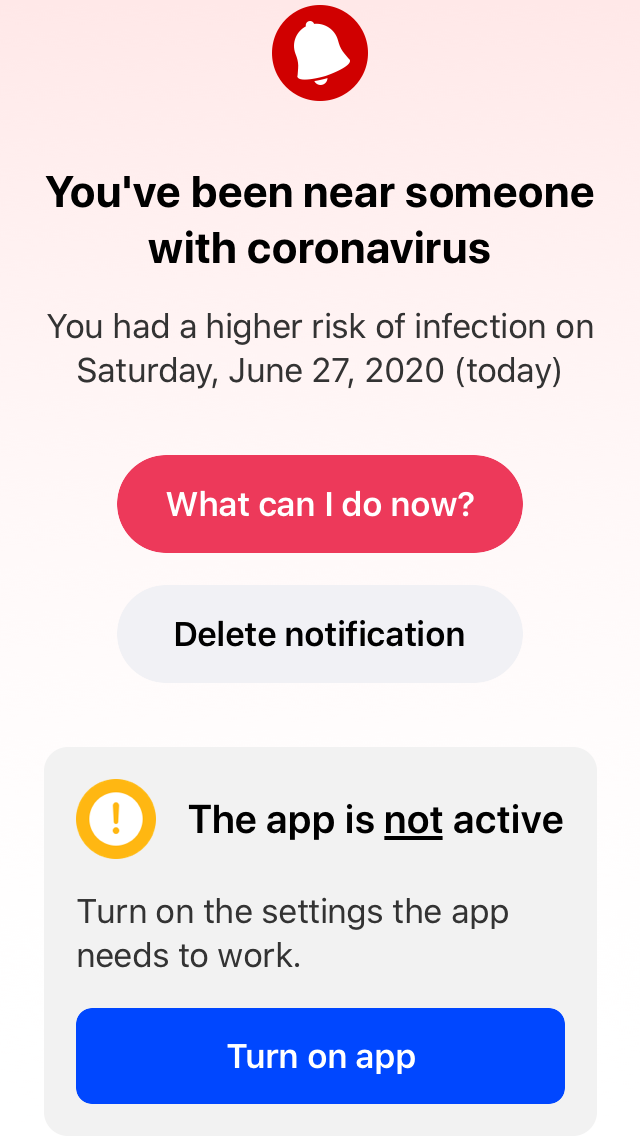 You've been near someone
with coronavirus
You had a higher risk of infection on
Saturday, June 27, 2020 (today)
What can I do now?
Delete notification
The app is not active
Turn on the settings the app
needs to work.
Turn on app